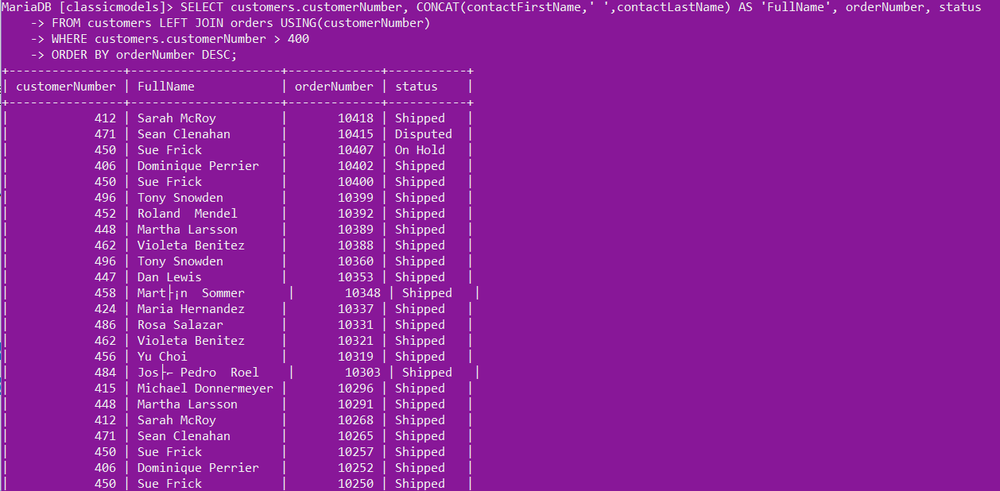 MariaDB [classicmodels]> SELECT customers.customerNumber, CONCAT(contactFirstName,' ',contactLastName) AS 'FullName', orderNumber, status
    -> FROM customers LEFT JOIN orders USING(customerNumber)
    -> WHERE customers.customerNumber > 400
    -> ORDER BY orderNumber DESC;
+----------------+---------------------+-------------+-----------+
| customerNumber | FullName            | orderNumber | status    |
+----------------+---------------------+-------------+-----------+
|            412 | Sarah McRoy         |       10418 | Shipped   |
|            471 | Sean Clenahan       |       10415 | Disputed  |
|            450 | Sue Frick           |       10407 | On Hold   |
|            406 | Dominique Perrier   |       10402 | Shipped   |
|            450 | Sue Frick           |       10400 | Shipped   |
|            496 | Tony Snowden        |       10399 | Shipped   |
|            452 | Roland  Mendel      |       10392 | Shipped   |
|            448 | Martha Larsson      |       10389 | Shipped   |
|            462 | Violeta Benitez     |       10388 | Shipped   |
|            496 | Tony Snowden        |       10360 | Shipped   |
|            447 | Dan Lewis           |       10353 | Shipped   |
|            458 | Mart├¡n  Sommer      |       10348 | Shipped   |
|            424 | Maria Hernandez     |       10337 | Shipped   |
|            486 | Rosa Salazar        |       10331 | Shipped   |
|            462 | Violeta Benitez     |       10321 | Shipped   |
|            456 | Yu Choi             |       10319 | Shipped   |
|            484 | Jos├⌐ Pedro  Roel    |       10303 | Shipped   |
|            415 | Michael Donnermeyer |       10296 | Shipped   |
|            448 | Martha Larsson      |       10291 | Shipped   |
|            412 | Sarah McRoy         |       10268 | Shipped   |
|            471 | Sean Clenahan       |       10265 | Shipped   |
|            450 | Sue Frick           |       10257 | Shipped   |
|            406 | Dominique Perrier   |       10252 | Shipped   |
|            450 | Sue Frick           |       10250 | Shipped   |